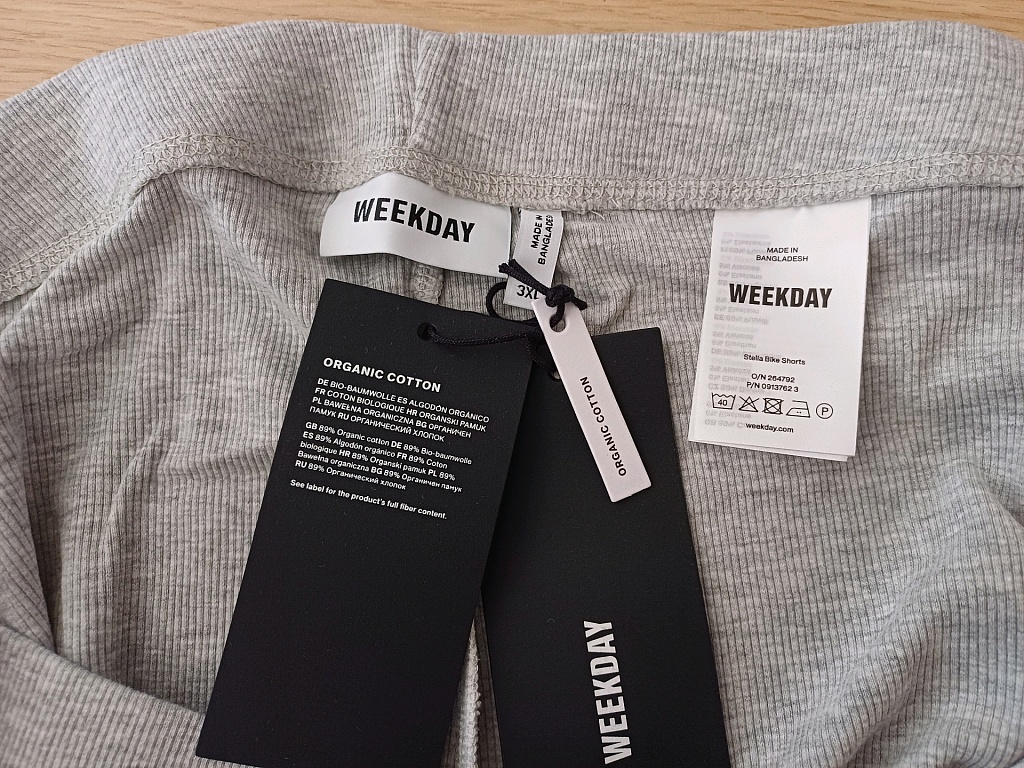 WEEKDAY
MADE IN
BANGLADE
3XL
ORGANIC COTTON
DE BIO-BAUMWOLLE ES ALGODÓN ORGÁNICO
FR COTON BIOLOGIQUE HR ORGANSKI PAMUK
PL BAWEŁNA ORGANICZNA BG ОРГАНИЧЕН
ПАМУК RU ОРГАНИЧЕСКИЙ ХЛОПОК
GB 89% Organic cotton DE 89% Bio-baumwolle
ES 89% Algodón orgánico FR 89% Coton
biologique HR 89% Organski pamuk PL 89%
Bawełna organiczna BG 89% Органичен памук
RU 89% Органический хлопок
See label for the product's full fiber content.
ORGANIC COTTON
WEEKDAY
MADE IN
BANGLADESH
WEEKDAY
Stella Bike Shorts
O/N 264792
P/N 0913762 3
40 P
weekday.com